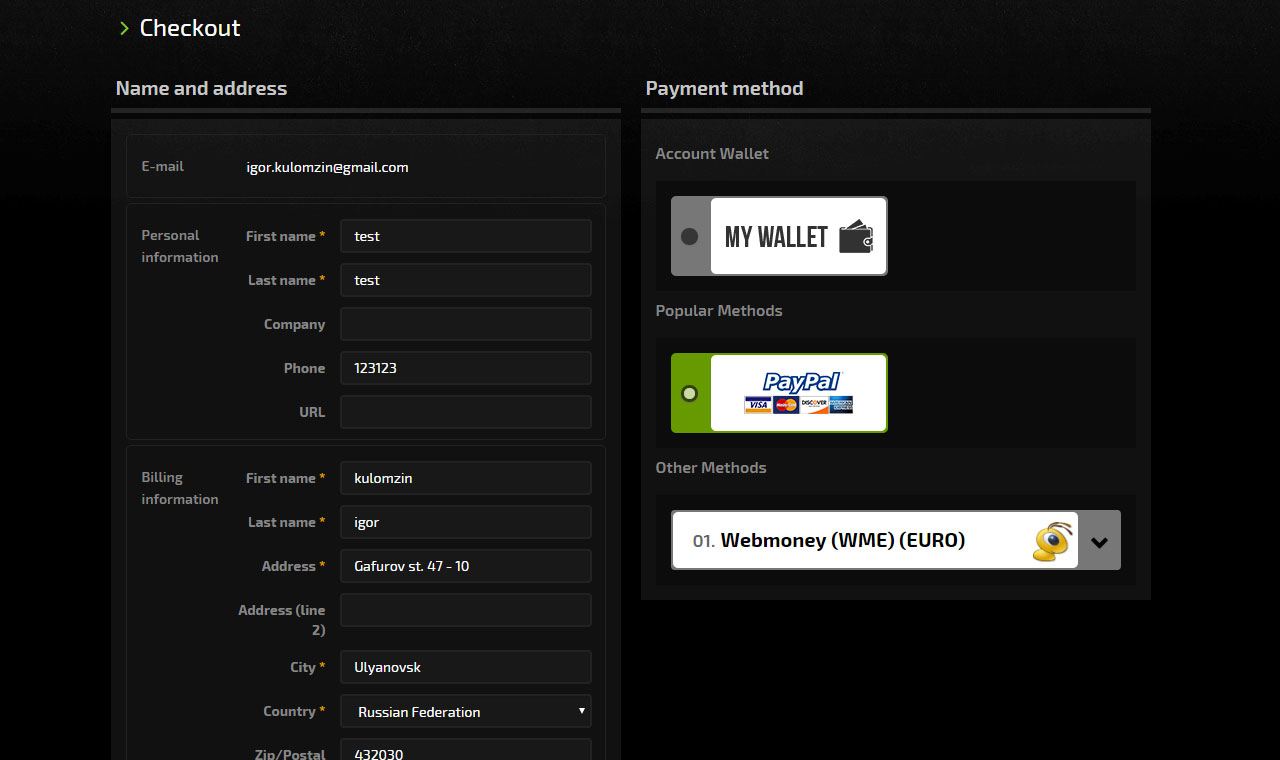 Checkout
Name and address
E-mail igor.kulomzin@gmail.com
Personal information
First name * test
Last name * test
Company
Phone 123123
URL
Billing information
First name * kulomzin
Last name * igor
Address * Gafurov st. 47 - 10
Address (line 2)
City * Ulyanovsk
Country * Russian Federation
Zip/Postal 432030
Payment method
Account Wallet
MY WALLET
Popular Methods
PayPal
VISA MasterCard DISCOVER AMERICAN EXPRESS
Other Methods
01. Webmoney (WME) (EURO)